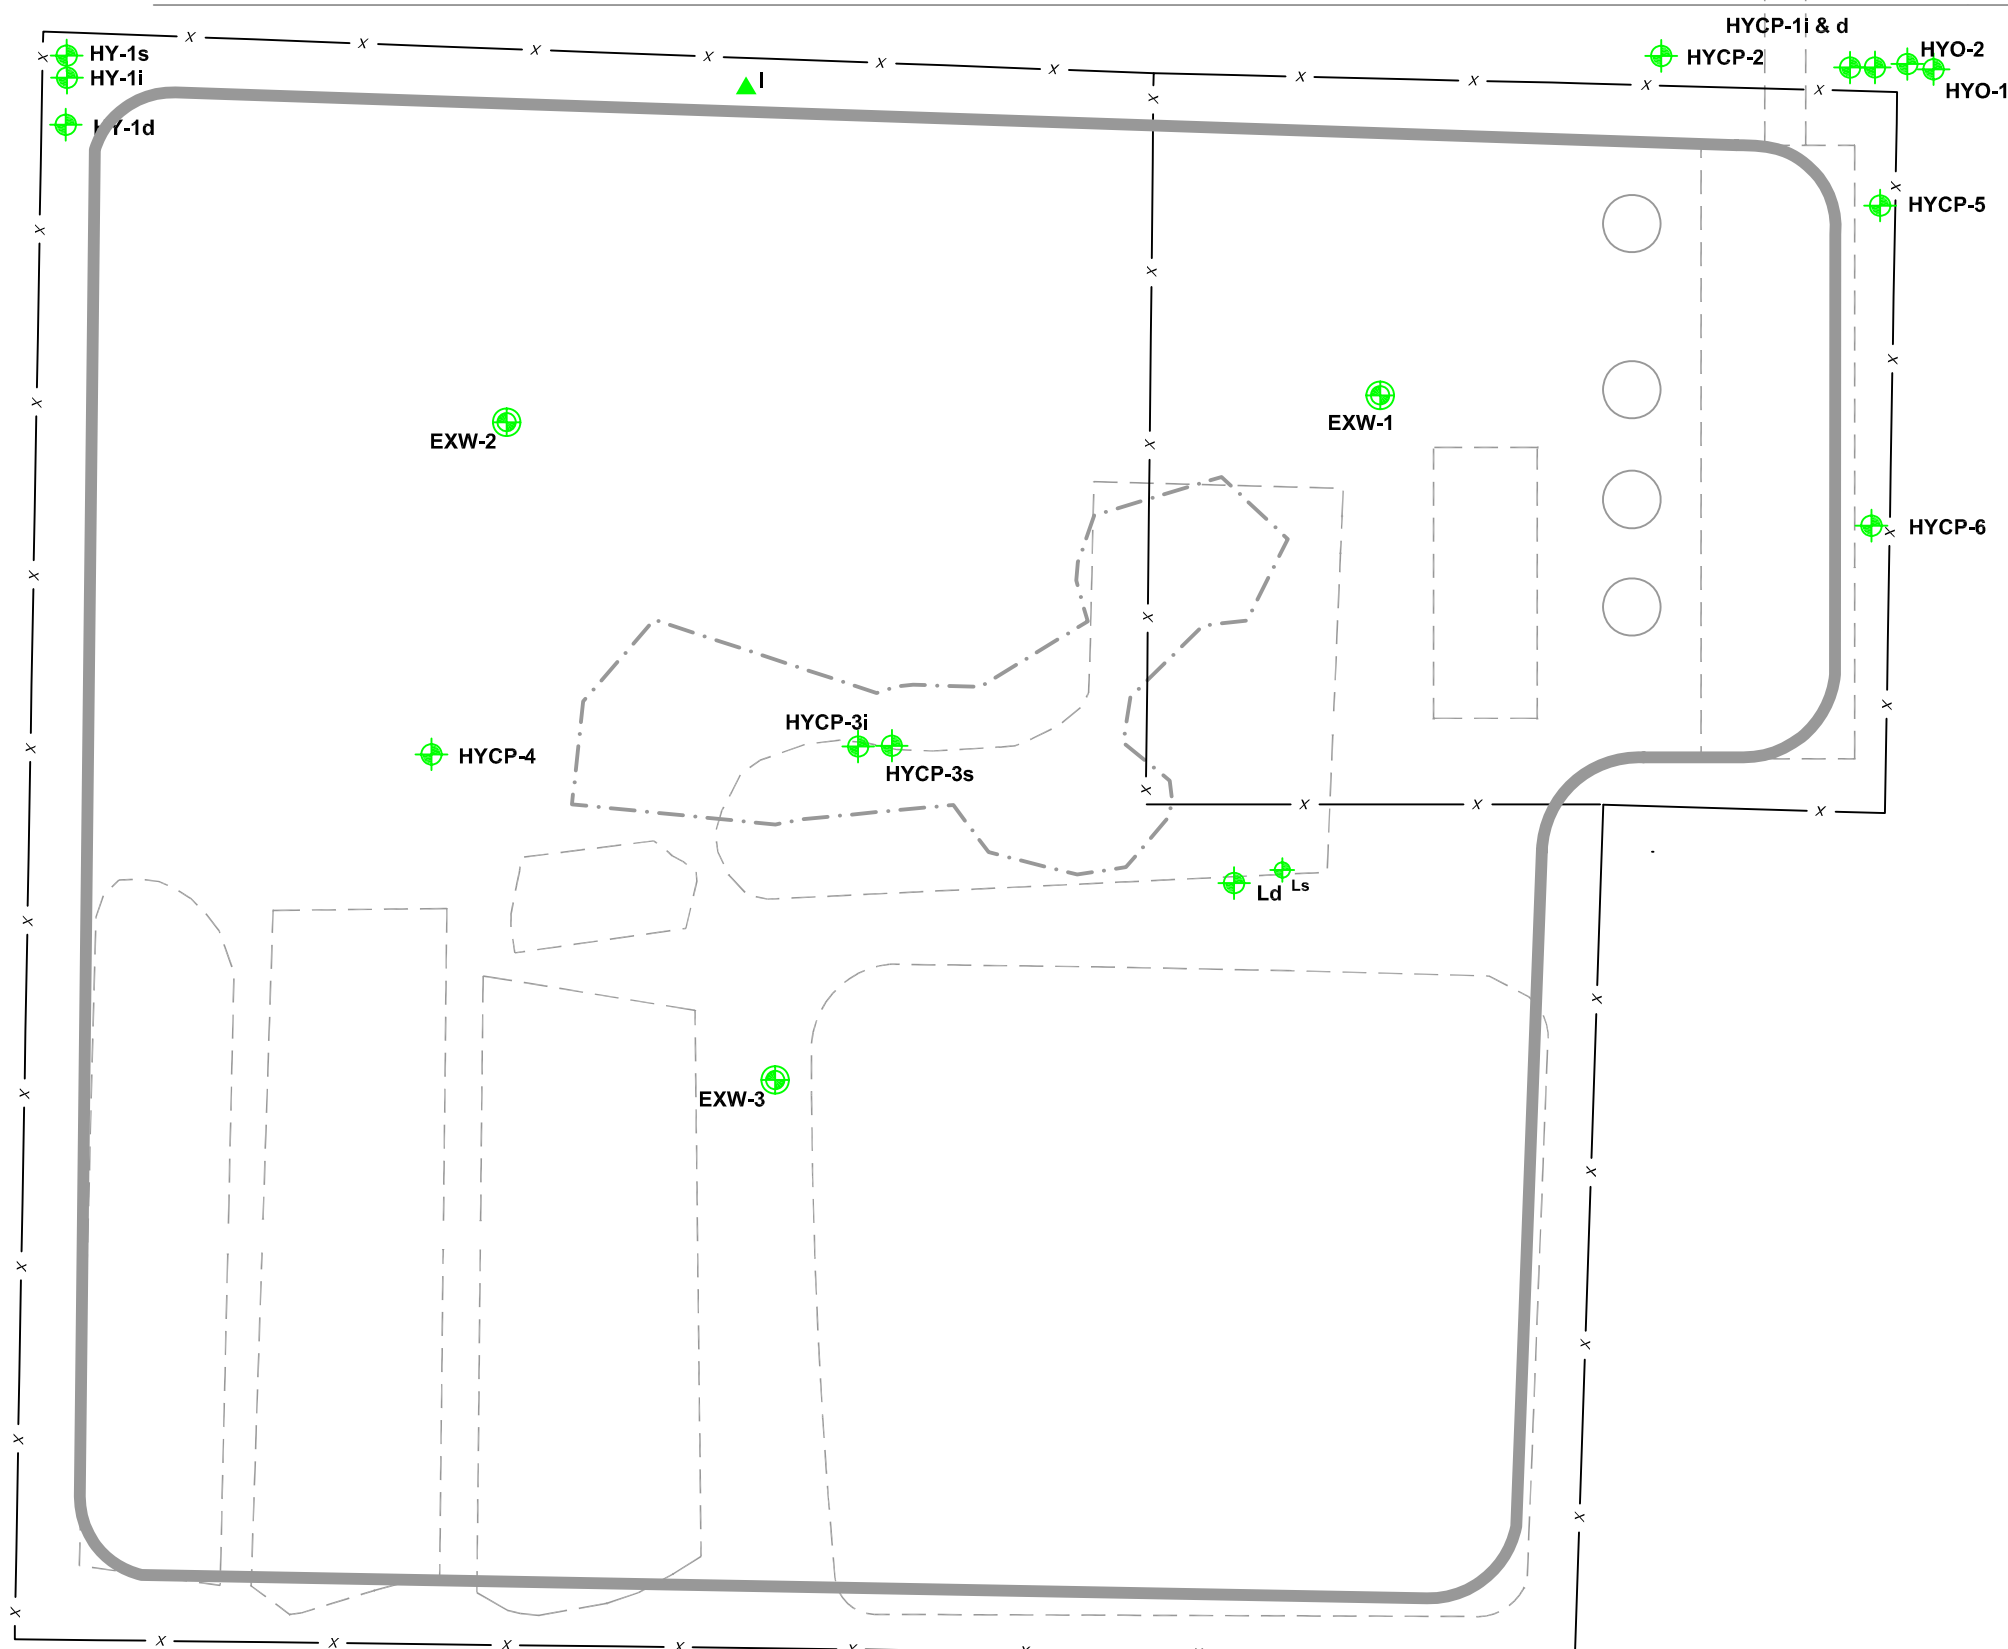 HYCP-1i & d
HY-1s
HYCP-2
HYO-2
HY-1i
I
HYO-1
HY-1d
HYCP-5
EXW-2
EXW-1
HYCP-6
HYCP-3i
HYCP-4
HYCP-3s
Ld
Ls
EXW-3